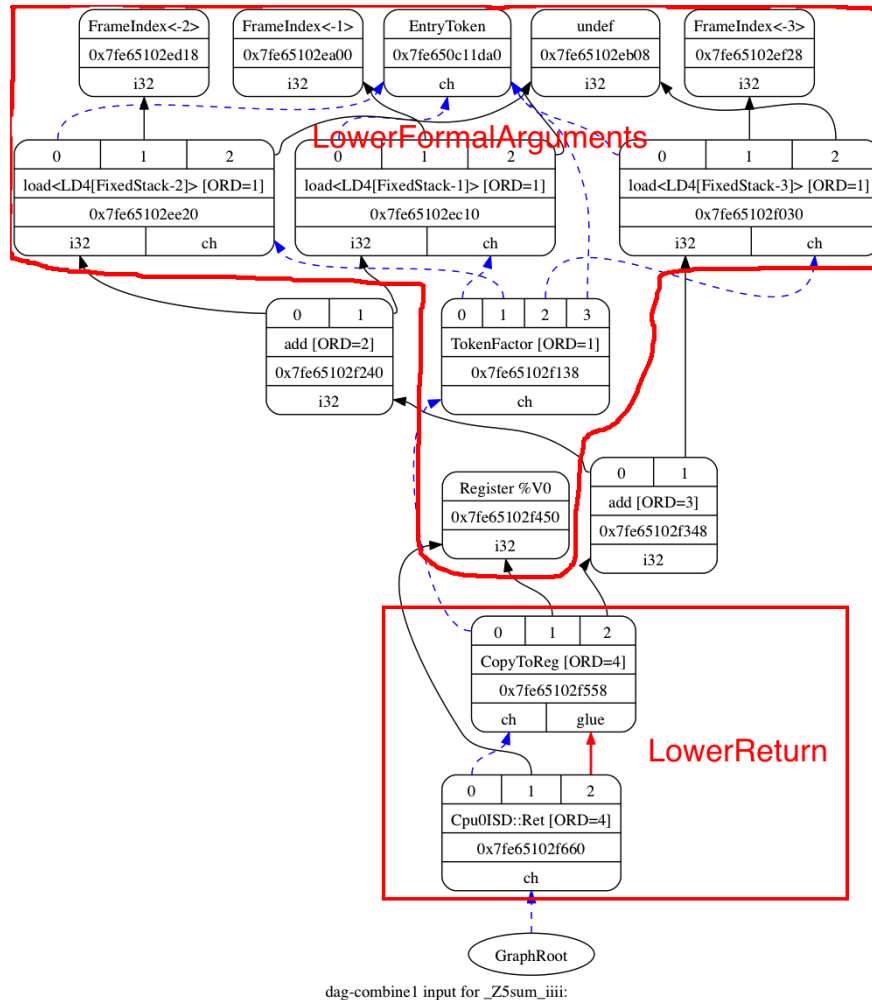 FrameIndex<-2> FrameIndex<-1> EntryToken undef FrameIndex<-3>
0x7fe65102ed18 0x7fe65102ea00 0x7fe650c11da0 0x7fe65102eb08 0x7fe65102ef28
i32 i32 ch i32 i32
LowerFormalArguments
0 1 2 0 1 2 0 1 2
load<LD4[FixedStack-2]> [ORD=1] load<LD4[FixedStack-1]> [ORD=1] load<LD4[FixedStack-3]> [ORD=1]
0x7fe65102ee20 0x7fe65102ec10 0x7fe65102f030
i32 ch i32 ch i32 ch
0 1 0 1 2 3
add [ORD=2] TokenFactor [ORD=1]
0x7fe65102f240 0x7fe65102f138
i32 ch
Register %V0 0 1
0x7fe65102f450 add [ORD=3]
i32 0x7fe65102f348
i32
0 1 2
CopyToReg [ORD=4]
0x7fe65102f558
ch glue
LowerReturn
0 1 2
Cpu0ISD::Ret [ORD=4]
0x7fe65102f660
ch
GraphRoot
dag-combine1 input for _Z5sum_iiii: